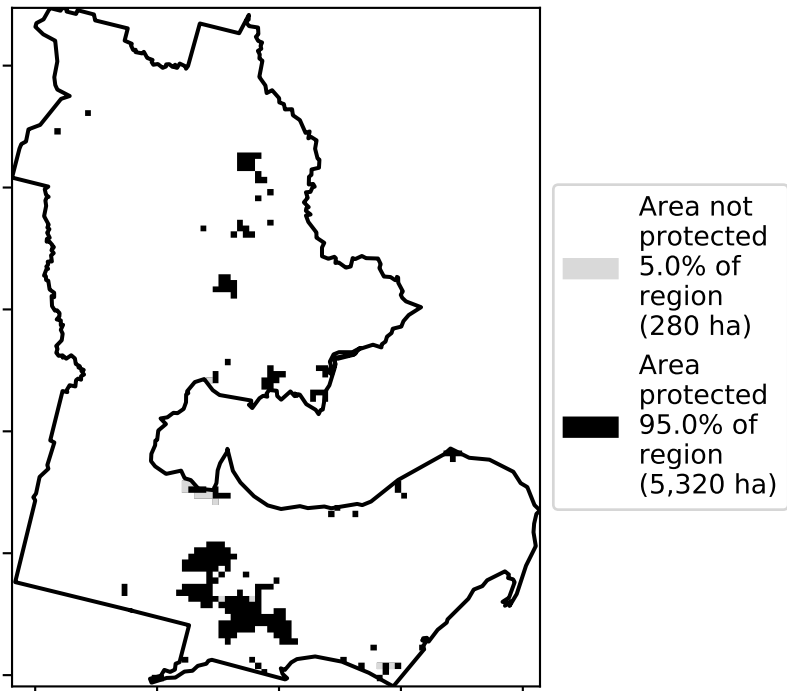 Area not
protected
5.0% of
region
(280 ha)
Area
protected
95.0% of
region
(5,320 ha)